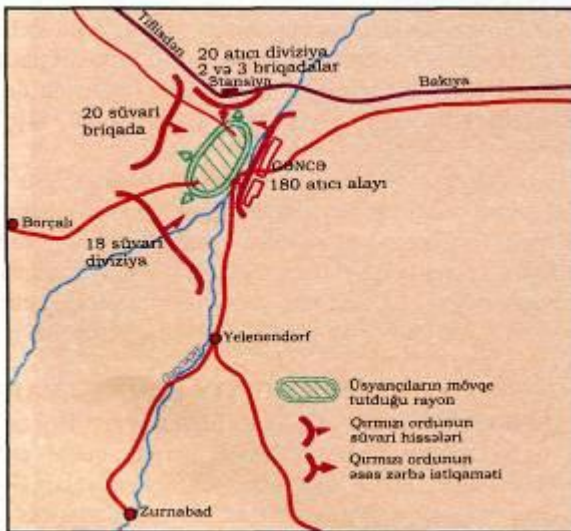 Tiflisdən
20 atıcı diviziya
2 və 3 briqadalar
Stansiya
Bakıya
20 süvari
briqada
GƏNCƏ
180 atıcı alayı
Borçalı
18 süvari
diviziya
Yelenendorf
Üsyançıların mövqe
tutduğu rayon
Qırmızı ordunun
süvari hissələri
Qırmızı ordunun
əsas zərbə istiqaməti
Zurnabad